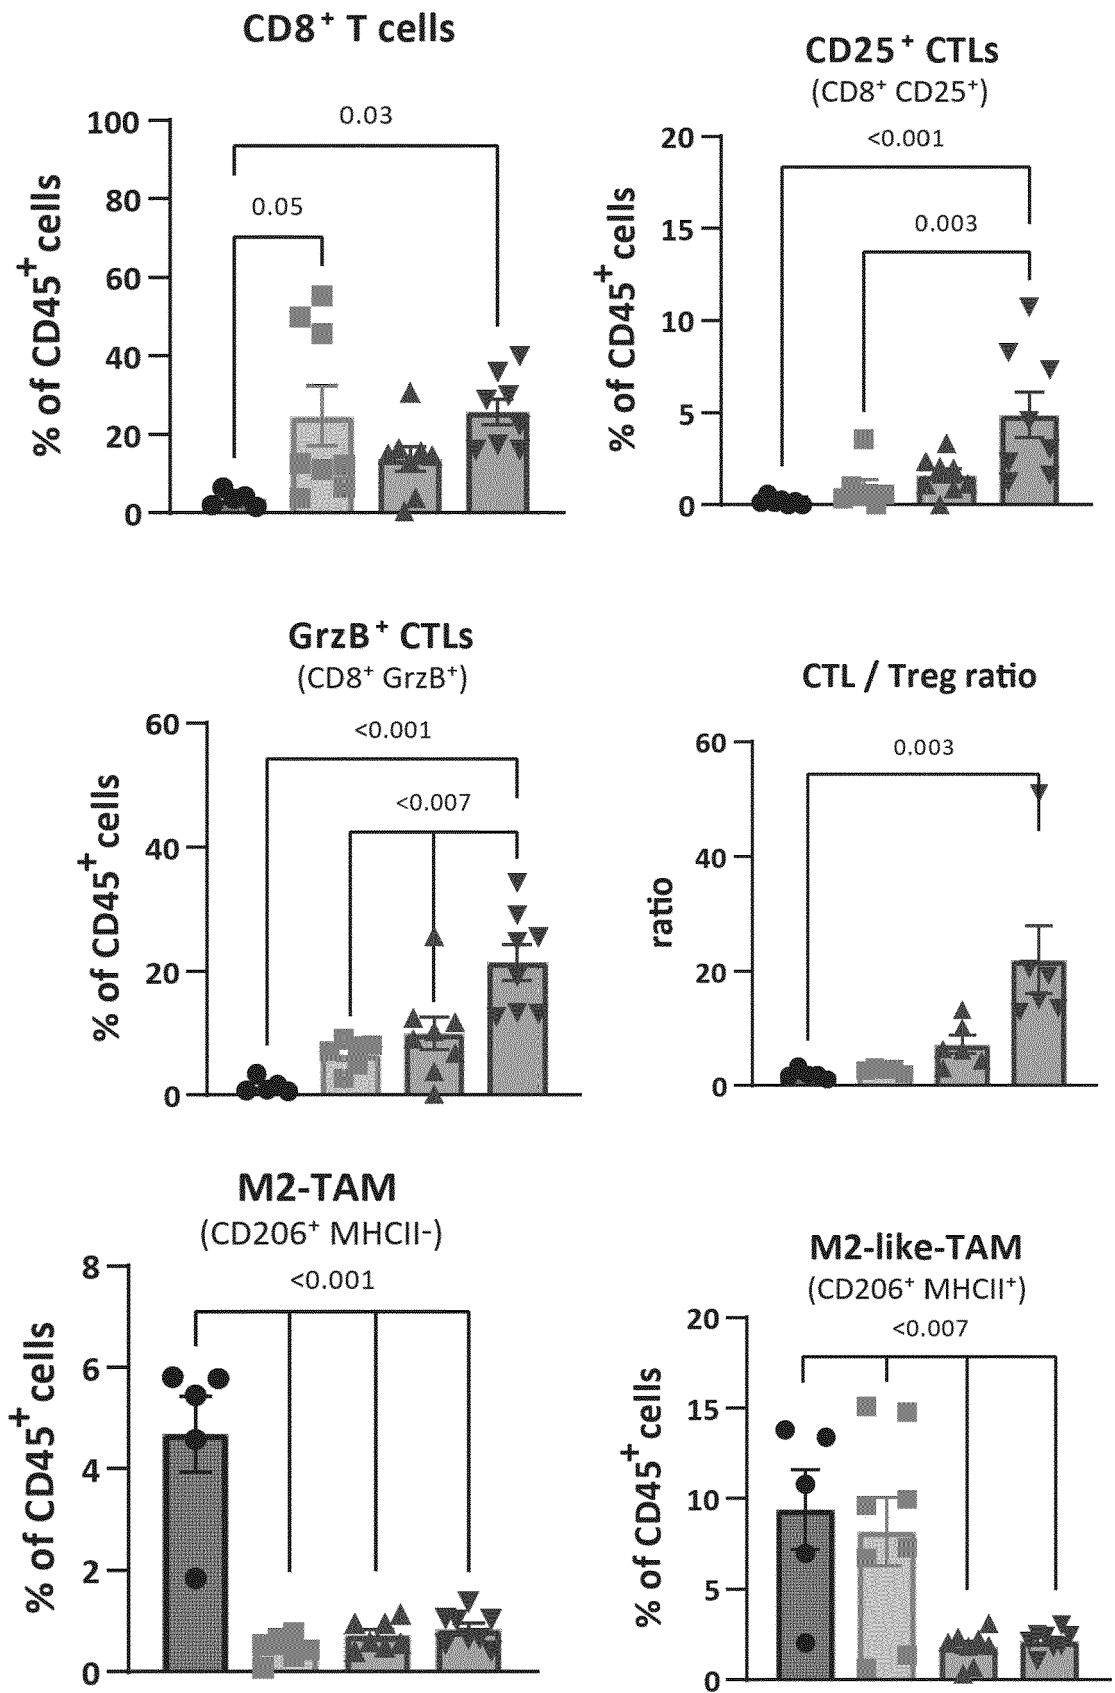 CD8⁺ T cells
% of CD45⁺ cells
100
80
60
40
20
0
0.03
0.05
CD25⁺ CTLs
(CD8⁺ CD25⁺)
% of CD45⁺ cells
20
15
10
5
0
<0.001
0.003
GrzB⁺ CTLs
(CD8⁺ GrzB⁺)
% of CD45⁺ cells
60
40
20
0
<0.001
<0.007
CTL / Treg ratio
ratio
60
40
20
0
0.003
M2-TAM
(CD206⁺ MHCII-)
% of CD45⁺ cells
8
6
4
2
0
<0.001
M2-like-TAM
(CD206⁺ MHCII⁺)
% of CD45⁺ cells
20
15
10
5
0
<0.007